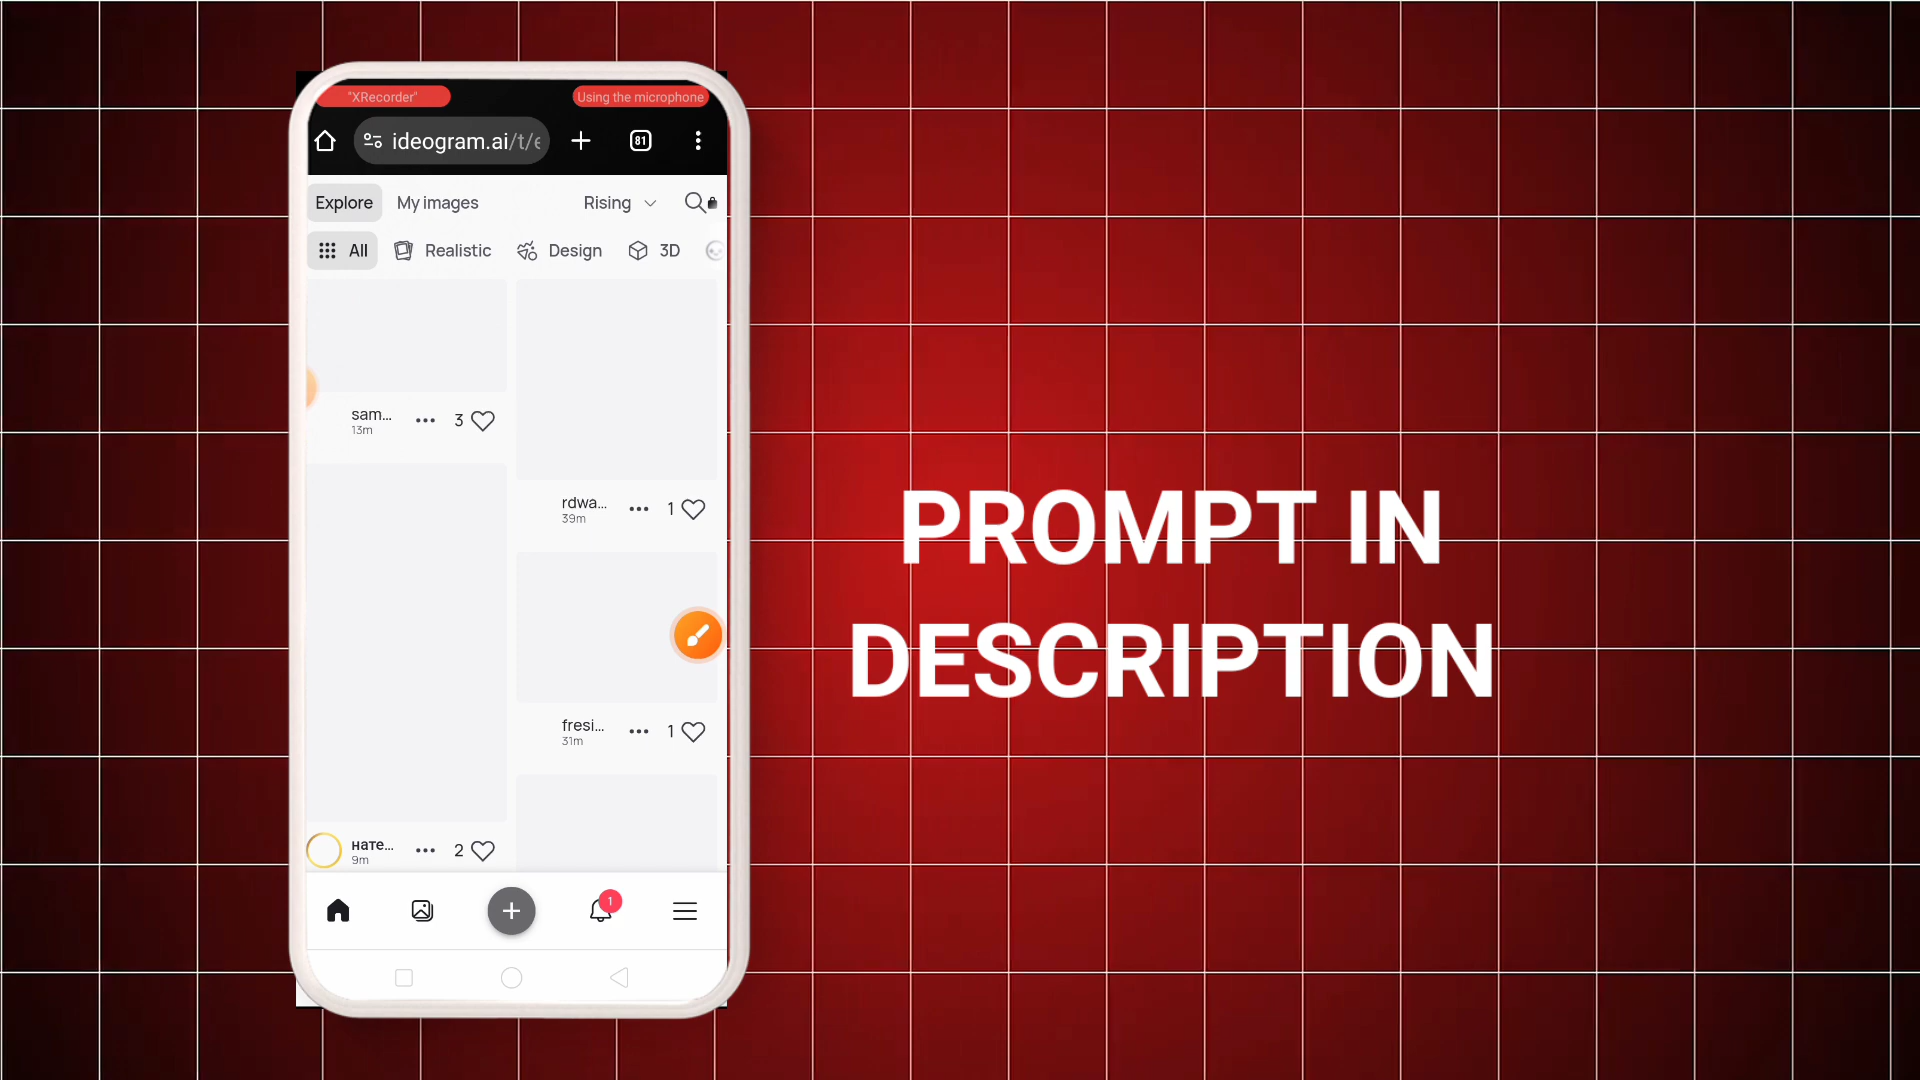 "XRecorder"
Using the microphone
ideogram.ai/t/e
81
Explore
My images
Rising
All
Realistic
Design
3D
sam...
13m
3
rdwa...
39m
1
fresi...
31m
1
нате...
9m
2
1
PROMPT IN
DESCRIPTION